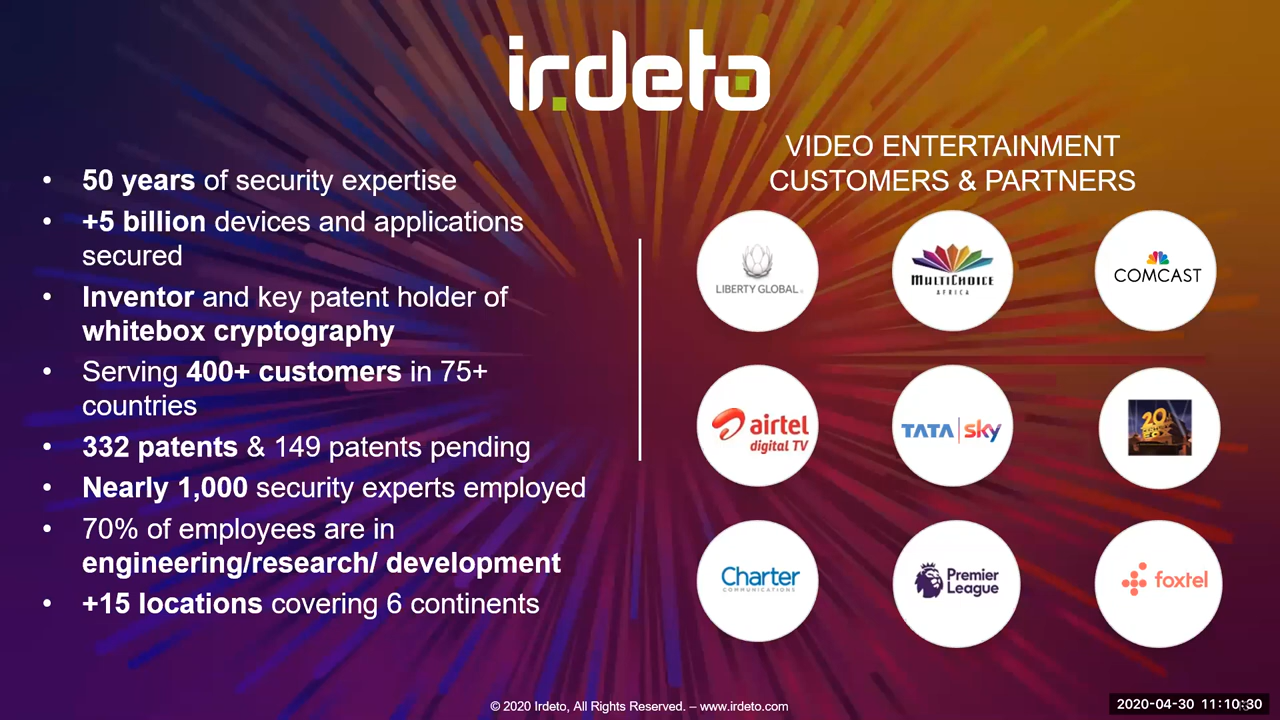 irdeto
• 50 years of security expertise
• +5 billion devices and applications
secured
• Inventor and key patent holder of
whitebox cryptography
• Serving 400+ customers in 75+
countries
• 332 patents & 149 patents pending
• Nearly 1,000 security experts employed
• 70% of employees are in
engineering/research/ development
• +15 locations covering 6 continents
VIDEO ENTERTAINMENT
CUSTOMERS & PARTNERS
LIBERTY GLOBAL
MULTICHOICE
AFRICA
COMCAST
airtel
digital TV
TATA sky
20
Charter
COMMUNICATIONS
Premier
League
foxtel
© 2020 Irdeto, All Rights Reserved. – www.irdeto.com
2020-04-30 11:10:30